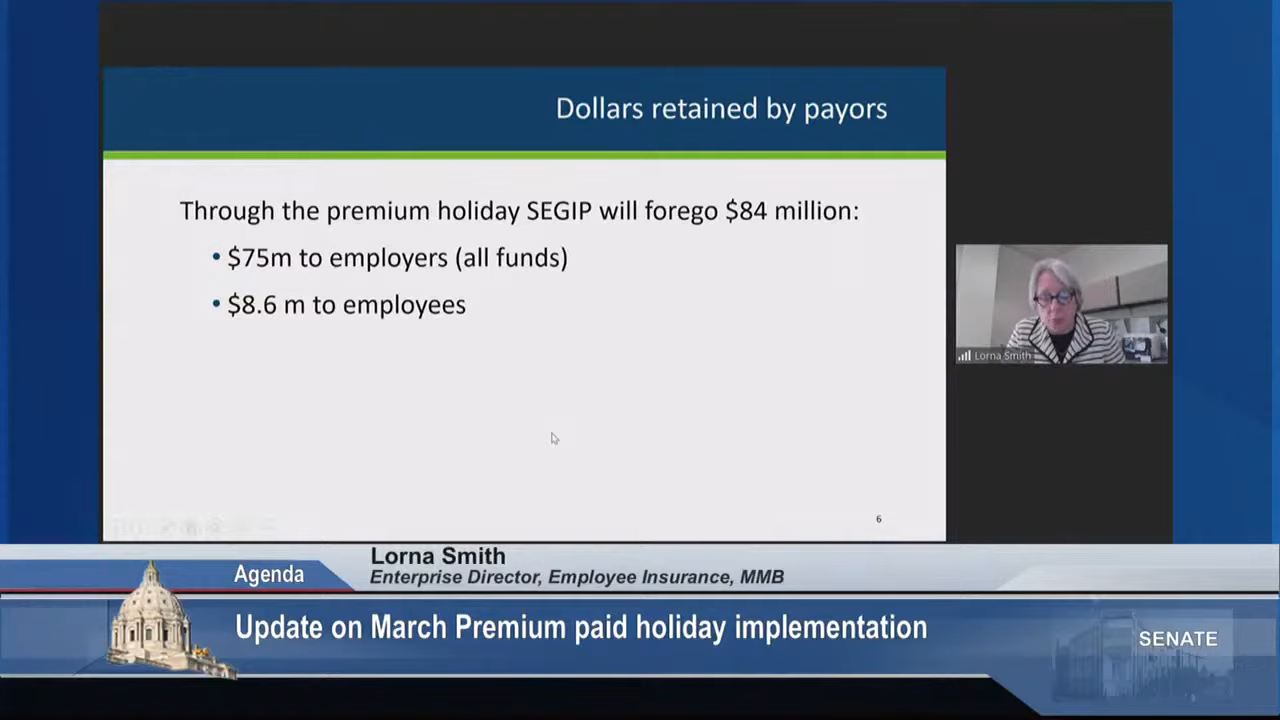 Dollars retained by payors
Through the premium holiday SEGIP will forego $84 million:
• $75m to employers (all funds)
• $8.6 m to employees
6
Lorna Smith
Lorna Smith
Enterprise Director, Employee Insurance, MMB
Agenda
Update on March Premium paid holiday implementation
SENATE